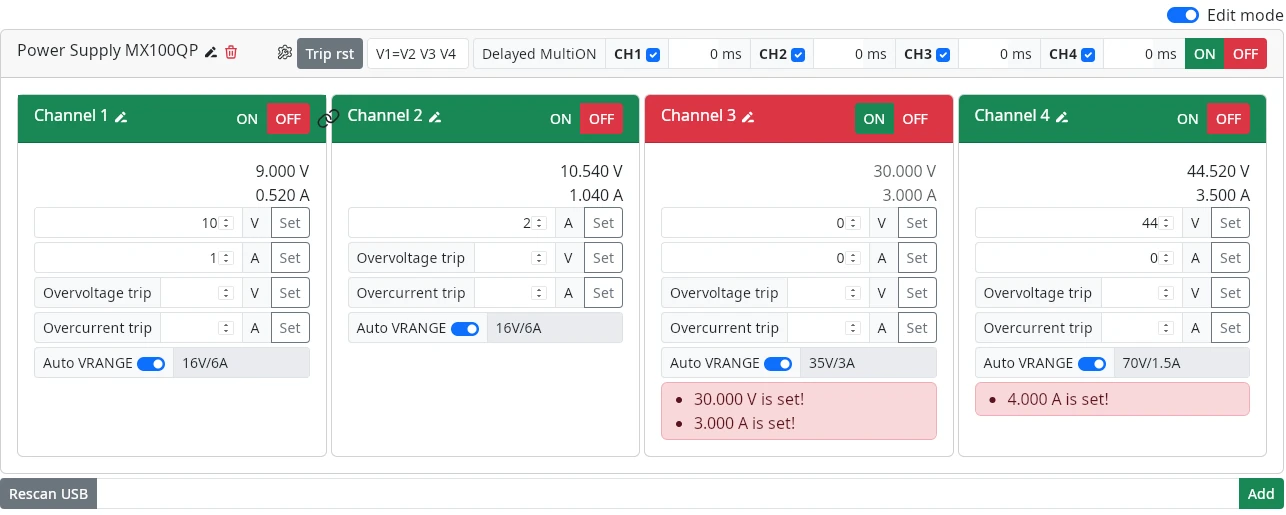 Edit mode
Power Supply MX100QP Trip rst V1=V2 V3 V4 Delayed MultiON CH1 0 ms CH2 0 ms CH3 0 ms CH4 0 ms ON OFF
Channel 1 ON OFF
9.000 V
0.520 A
10 V Set
1 A Set
Overvoltage trip V Set
Overcurrent trip A Set
Auto VRANGE 16V/6A
Channel 2 ON OFF
10.540 V
1.040 A
2 A Set
Overvoltage trip V Set
Overcurrent trip A Set
Auto VRANGE 16V/6A
Channel 3 ON OFF
30.000 V
3.000 A
0 V Set
0 A Set
Overvoltage trip V Set
Overcurrent trip A Set
Auto VRANGE 35V/3A
30.000 V is set!
3.000 A is set!
Channel 4 ON OFF
44.520 V
3.500 A
44 V Set
0 A Set
Overvoltage trip V Set
Overcurrent trip A Set
Auto VRANGE 70V/1.5A
4.000 A is set!
Rescan USB Add